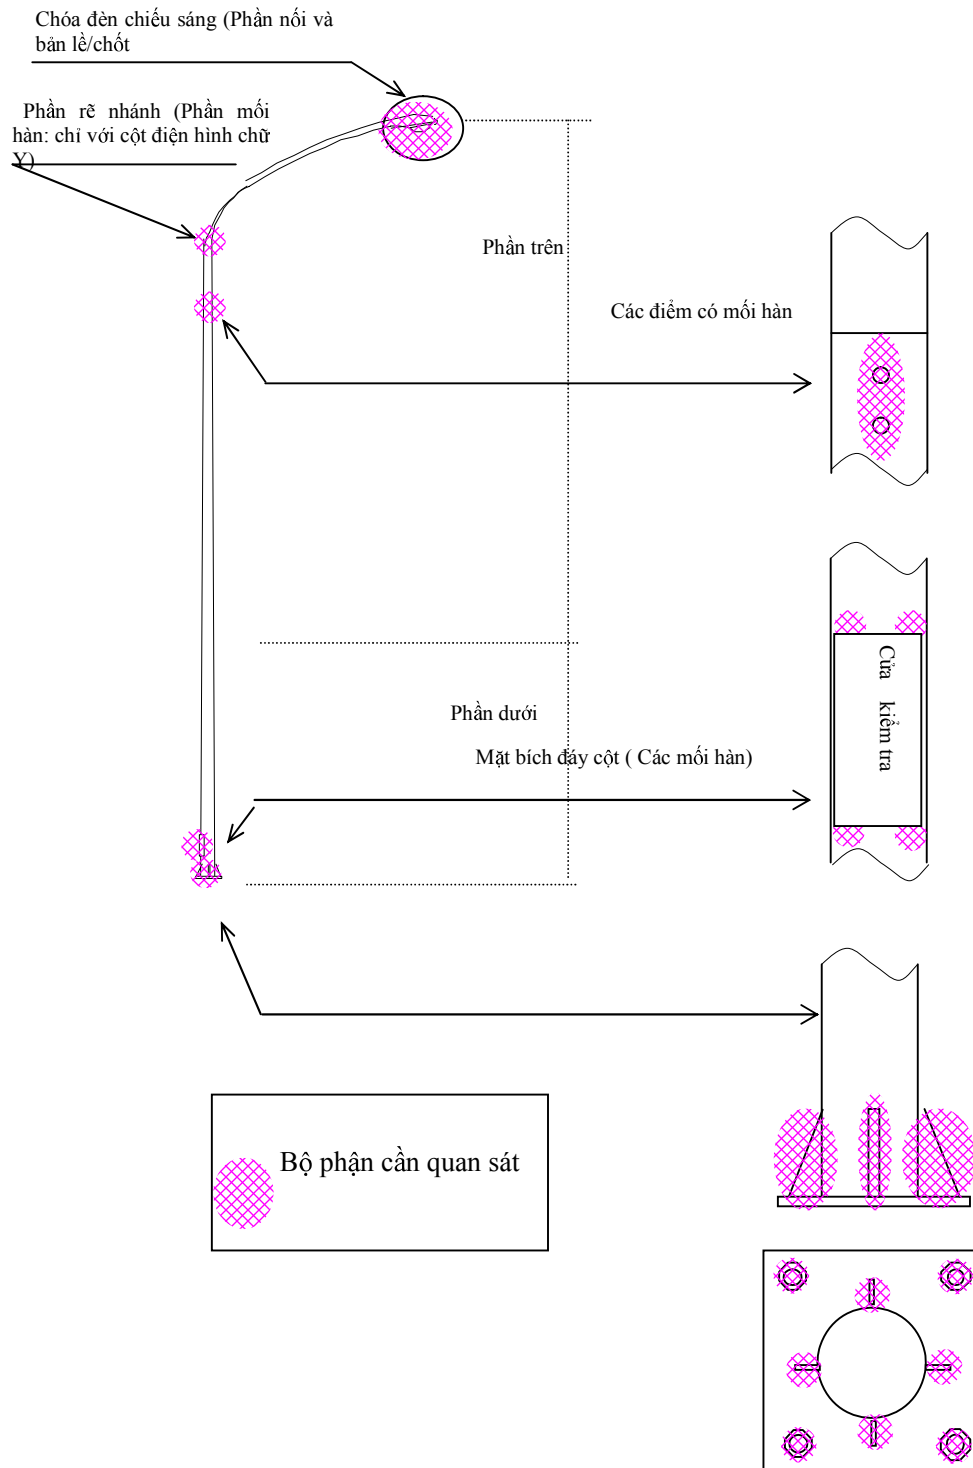 Chóa đèn chiếu sáng (Phần nối và
bản lề/chốt
Phần rẽ nhánh (Phần mối
hàn: chỉ với cột điện hình chữ
Y)
Phần trên
Các điểm có mối hàn
Cửa kiểm tra
Phần dưới
Mặt bích đáy cột ( Các mối hàn)
Bộ phận cần quan sát